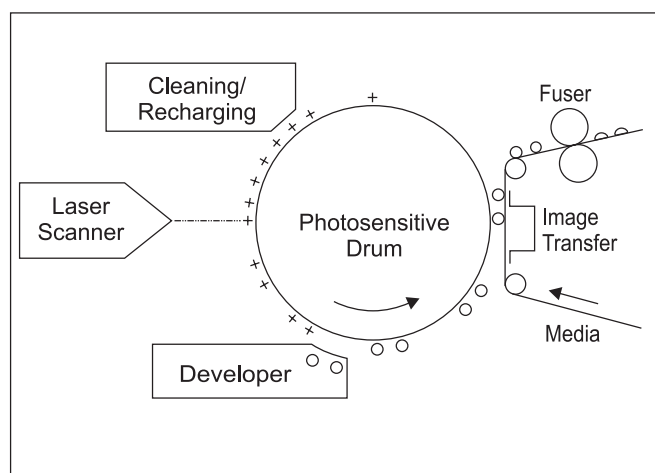 Cleaning/
Recharging
Fuser
Laser
Scanner
Photosensitive
Drum
Image
Transfer
Media
Developer